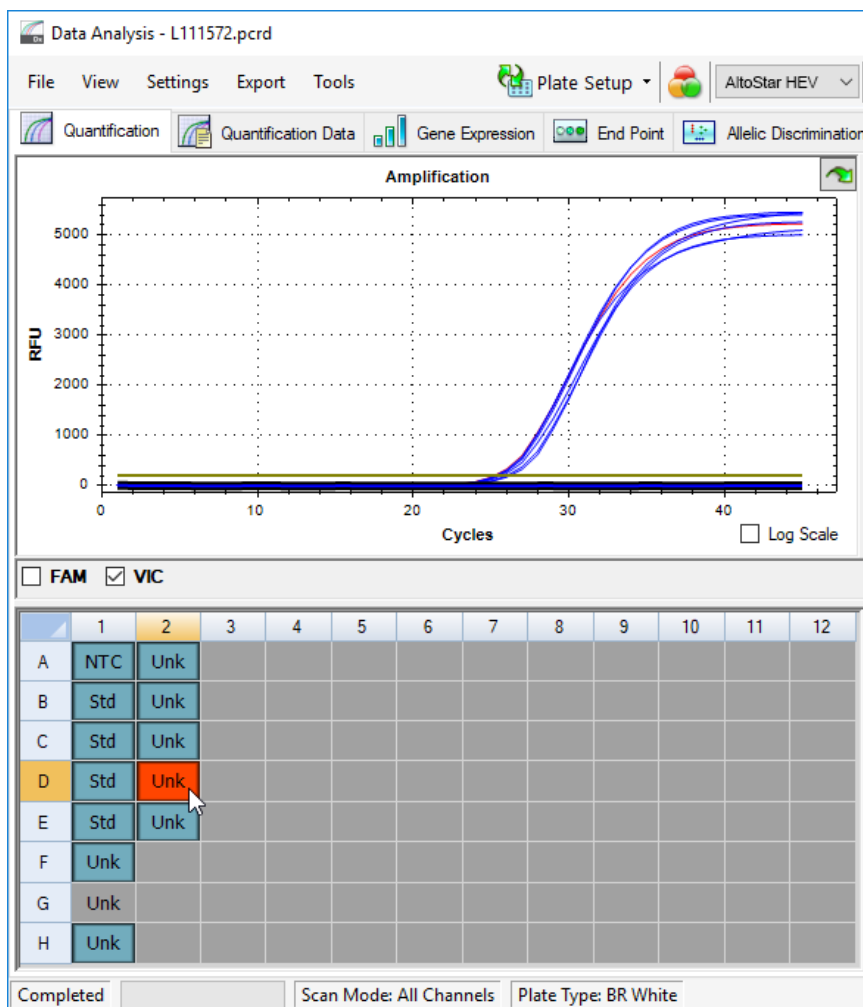 Data Analysis - L111572.pcrd
File View Settings Export Tools Plate Setup AltoStar HEV
Quantification Quantification Data Gene Expression End Point Allelic Discrimination
Amplification
5000
4000
3000
2000
1000
0
RFU
0 10 20 30 40
Cycles
Log Scale
FAM VIC
1 2 3 4 5 6 7 8 9 10 11 12
A NTC Unk
B Std Unk
C Std Unk
D Std Unk
E Std Unk
F Unk
G Unk
H Unk
Completed Scan Mode: All Channels Plate Type: BR White